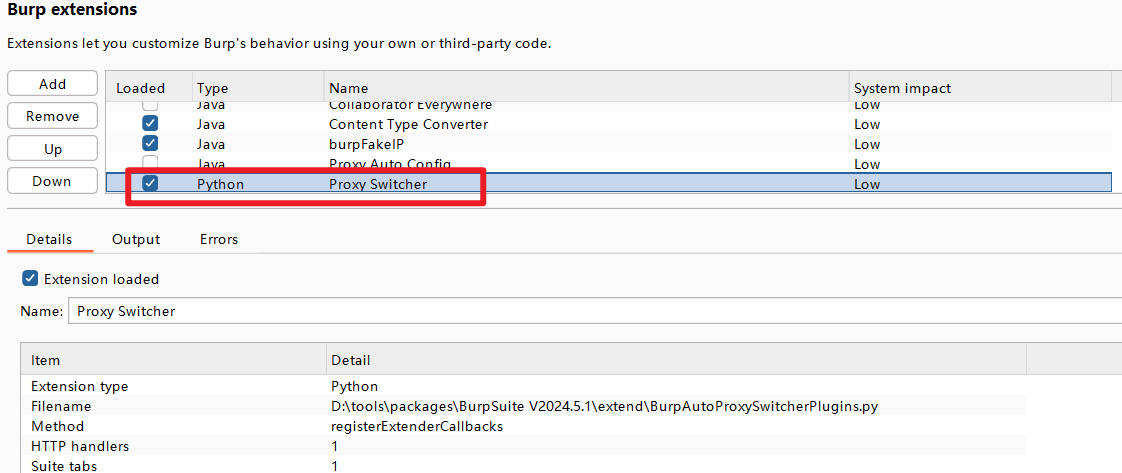 Burp extensions
Extensions let you customize Burp's behavior using your own or third-party code.
Add
Remove
Up
Down
Loaded Type Name System impact
Java Collaborator Everywhere Low
Java Content Type Converter Low
Java burpFakeIP Low
Java Proxy Auto Config Low
Python Proxy Switcher Low
Details Output Errors
Extension loaded
Name: Proxy Switcher
Item Detail
Extension type Python
Filename D:\tools\packages\BurpSuite V2024.5.1\extend\BurpAutoProxySwitcherPlugins.py
Method registerExtenderCallbacks
HTTP handlers 1
Suite tabs 1